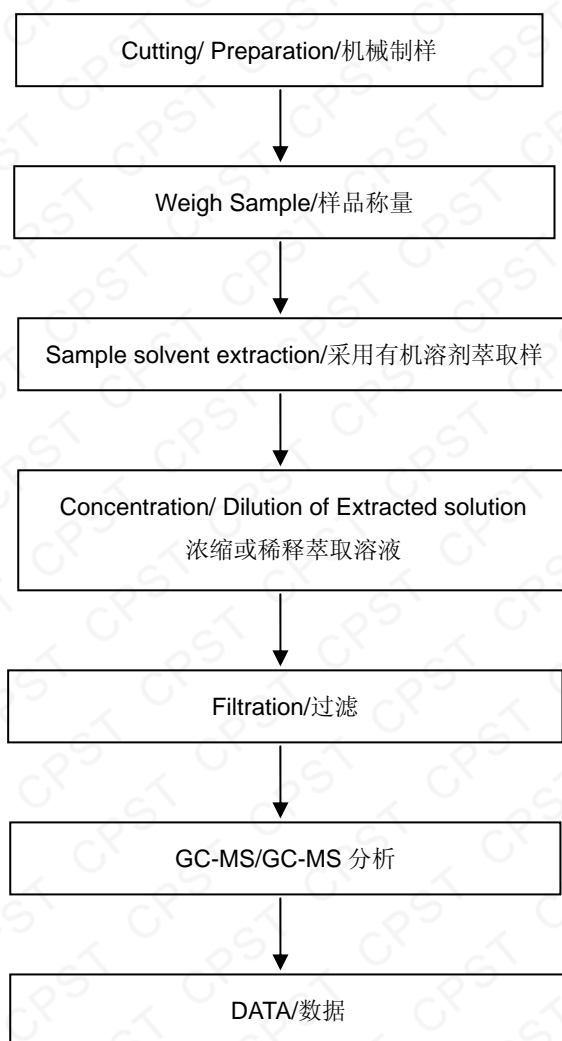 Cutting/ Preparation/机械制样
Weigh Sample/样品称量
Sample solvent extraction/采用有机溶剂萃取样
Concentration/ Dilution of Extracted solution
浓缩或稀释萃取溶液
Filtration/过滤
GC-MS/GC-MS 分析
DATA/数据